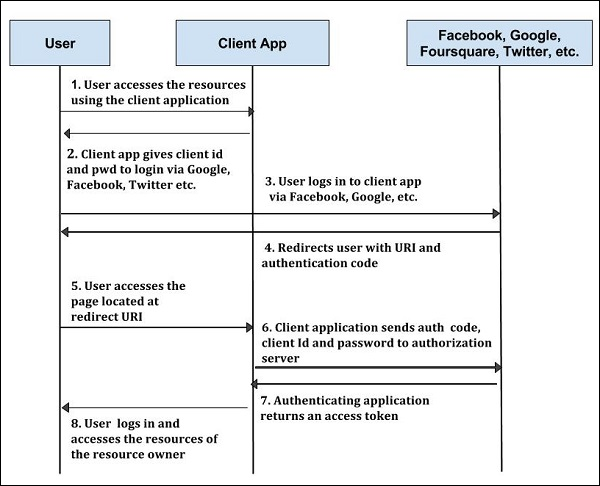 User
Client App
Facebook, Google,
Foursquare, Twitter, etc.
1. User accesses the resources
using the client application
2. Client app gives client id
and pwd to login via Google,
Facebook, Twitter etc.
3. User logs in to client app
via Facebook, Google, etc.
4. Redirects user with URI and
authentication code
5. User accesses the
page located at
redirect URI
6. Client application sends auth code,
client Id and password to authorization
server
7. Authenticating application
returns an access token
8. User logs in and
accesses the resources of
the resource owner